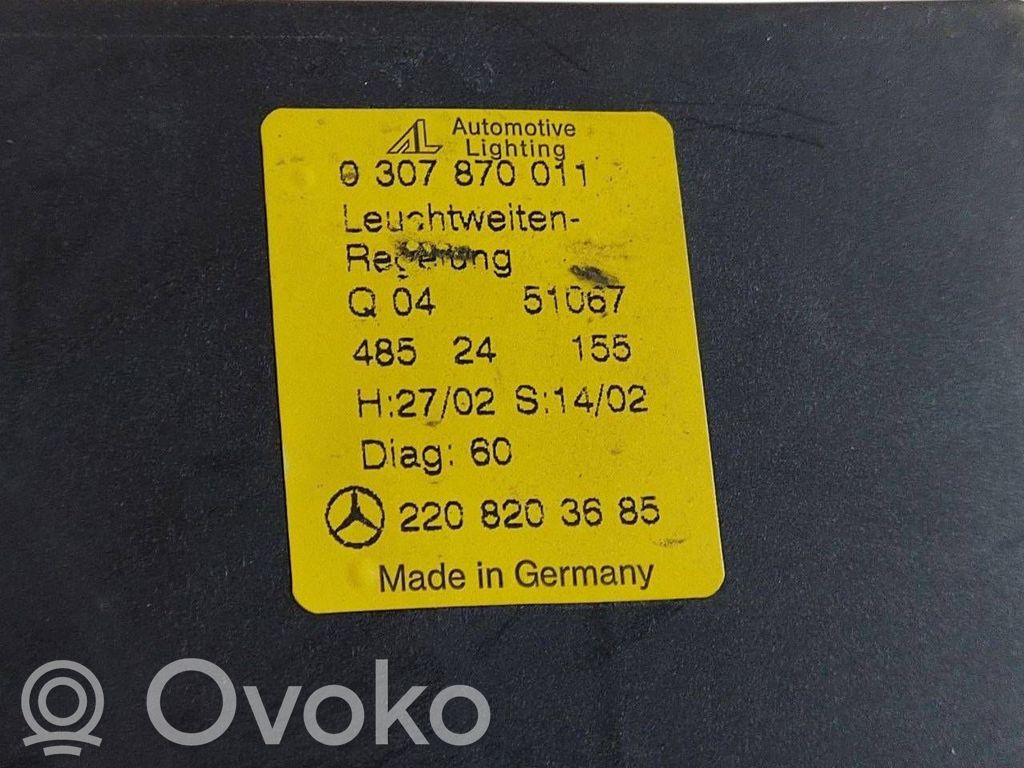 AL Automotive
Lighting
0 307 870 011
Leuchtweiten-
Regelung
Q 04 51067
485 24 155
H:27/02 S:14/02
Diag: 60
220 820 36 85
Made in Germany
Ovoko